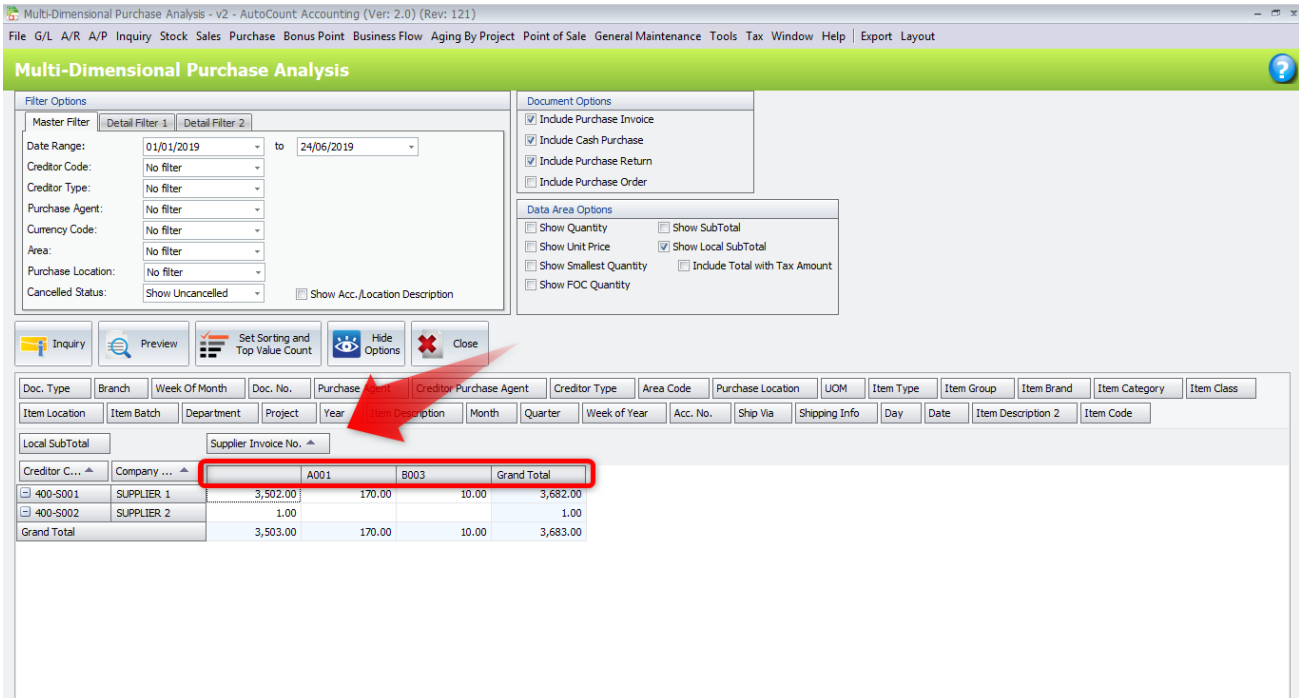 Multi-Dimensional Purchase Analysis - v2 - AutoCount Accounting (Ver: 2.0) (Rev: 121)
File G/L A/R A/P Inquiry Stock Sales Purchase Bonus Point Business Flow Aging By Project Point of Sale General Maintenance Tools Tax Window Help Export Layout
Multi-Dimensional Purchase Analysis
Filter Options
Master Filter Detail Filter 1 Detail Filter 2
Date Range: 01/01/2019 to 24/06/2019
Creditor Code: No filter
Creditor Type: No filter
Purchase Agent: No filter
Currency Code: No filter
Area: No filter
Purchase Location: No filter
Cancelled Status: Show Uncancelled Show Acc./Location Description
Document Options
Include Purchase Invoice
Include Cash Purchase
Include Purchase Return
Include Purchase Order
Data Area Options
Show Quantity Show SubTotal
Show Unit Price Show Local SubTotal
Show Smallest Quantity Include Total with Tax Amount
Show FOC Quantity
Inquiry Preview Set Sorting and Top Value Count Hide Options Close
Doc. Type Branch Week Of Month Doc. No. Purchase Agent Creditor Purchase Agent Creditor Type Area Code Purchase Location UOM Item Type Item Group Item Brand Item Category Item Class
Item Location Item Batch Department Project Year Item Description Month Quarter Week of Year Acc. No. Ship Via Shipping Info Day Date Item Description 2 Item Code
Local SubTotal Supplier Invoice No.
Creditor C... Company ... A001 B003 Grand Total
400-S001 SUPPLIER 1 3,502.00 170.00 10.00 3,682.00
400-S002 SUPPLIER 2 1.00 1.00
Grand Total 3,503.00 170.00 10.00 3,683.00